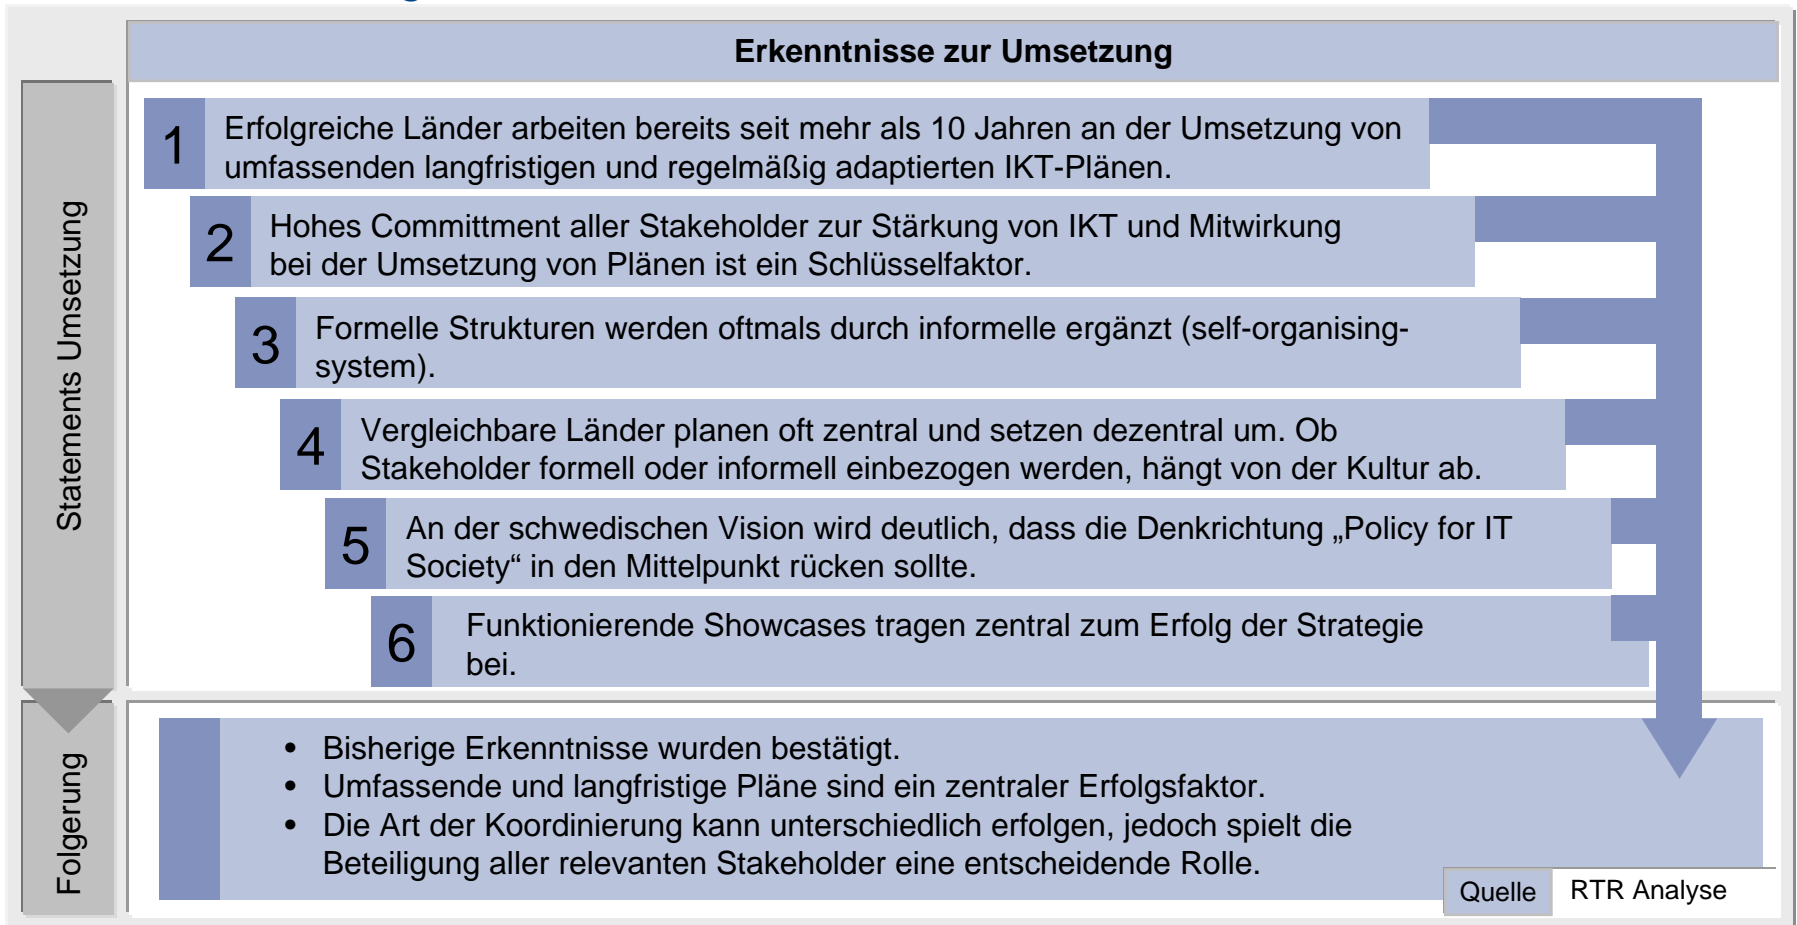 Erkenntnisse zur Umsetzung
Statements Umsetzung
1
Erfolgreiche Länder arbeiten bereits seit mehr als 10 Jahren an der Umsetzung von
umfassenden langfristigen und regelmäßig adaptierten IKT-Plänen.
2
Hohes Committment aller Stakeholder zur Stärkung von IKT und Mitwirkung
bei der Umsetzung von Plänen ist ein Schlüsselfaktor.
3
Formelle Strukturen werden oftmals durch informelle ergänzt (self-organising-
system).
4
Vergleichbare Länder planen oft zentral und setzen dezentral um. Ob
Stakeholder formell oder informell einbezogen werden, hängt von der Kultur ab.
5
An der schwedischen Vision wird deutlich, dass die Denkrichtung „Policy for IT
Society“ in den Mittelpunkt rücken sollte.
6
Funktionierende Showcases tragen zentral zum Erfolg der Strategie
bei.
Folgerung
• Bisherige Erkenntnisse wurden bestätigt.
• Umfassende und langfristige Pläne sind ein zentraler Erfolgsfaktor.
• Die Art der Koordinierung kann unterschiedlich erfolgen, jedoch spielt die
Beteiligung aller relevanten Stakeholder eine entscheidende Rolle.
Quelle RTR Analyse